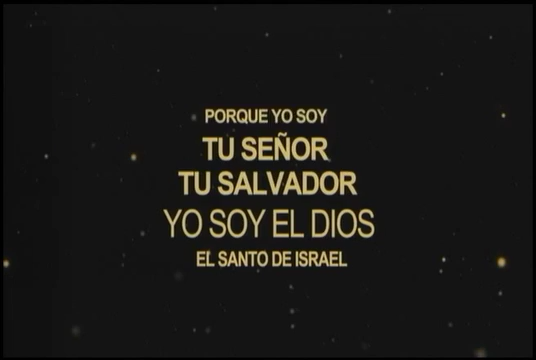 PORQUE YO SOY
TU SEÑOR
TU SALVADOR
YO SOY EL DIOS
EL SANTO DE ISRAEL